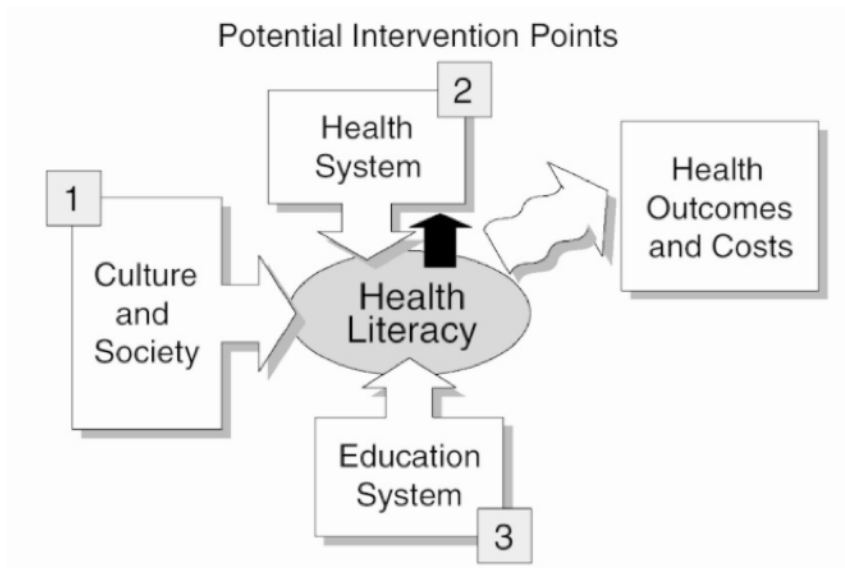 Potential Intervention Points
2
Health
System
1
Culture
and
Society
Health
Literacy
Health
Outcomes
and Costs
Education
System
3